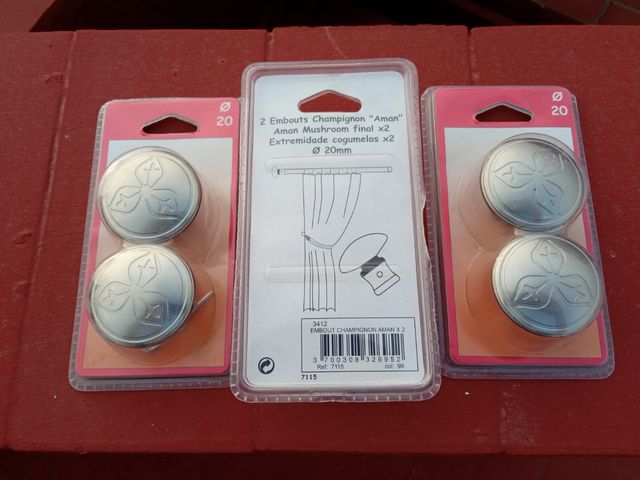 Ø
20
2 Embouts Champignon "Aman"
Aman Mushroom final x2
Extremidade cogumelos x2
Ø 20mm
3412
EMBOUT CHAMPIGNON AMAN X 2
3 700308 326952
Ref: 7115 col: 90
7115
Ø
20